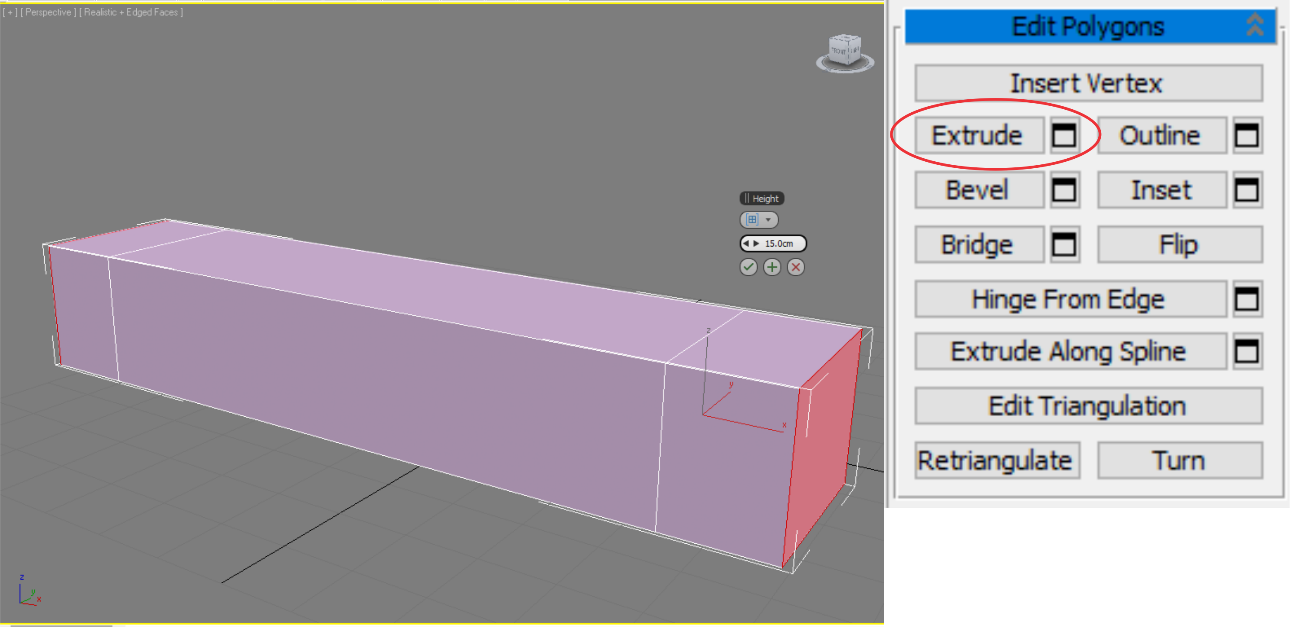 [ + ] [ Perspective ] [ Realistic + Edged Faces ]
Height
15.0cm
z
y
x
z
y
x
Edit Polygons
Insert Vertex
Extrude
Outline
Bevel
Inset
Bridge
Flip
Hinge From Edge
Extrude Along Spline
Edit Triangulation
Retriangulate
Turn